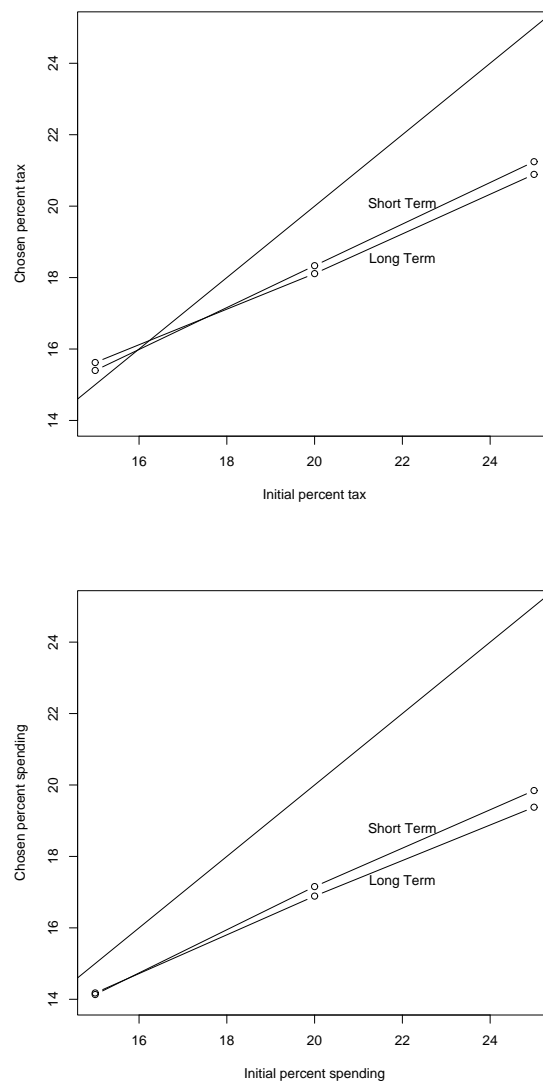 24
22
20
18
16
14
Chosen percent tax
Short Term
Long Term
16 18 20 22 24
Initial percent tax
24
22
20
18
16
14
Chosen percent spending
Short Term
Long Term
16 18 20 22 24
Initial percent spending